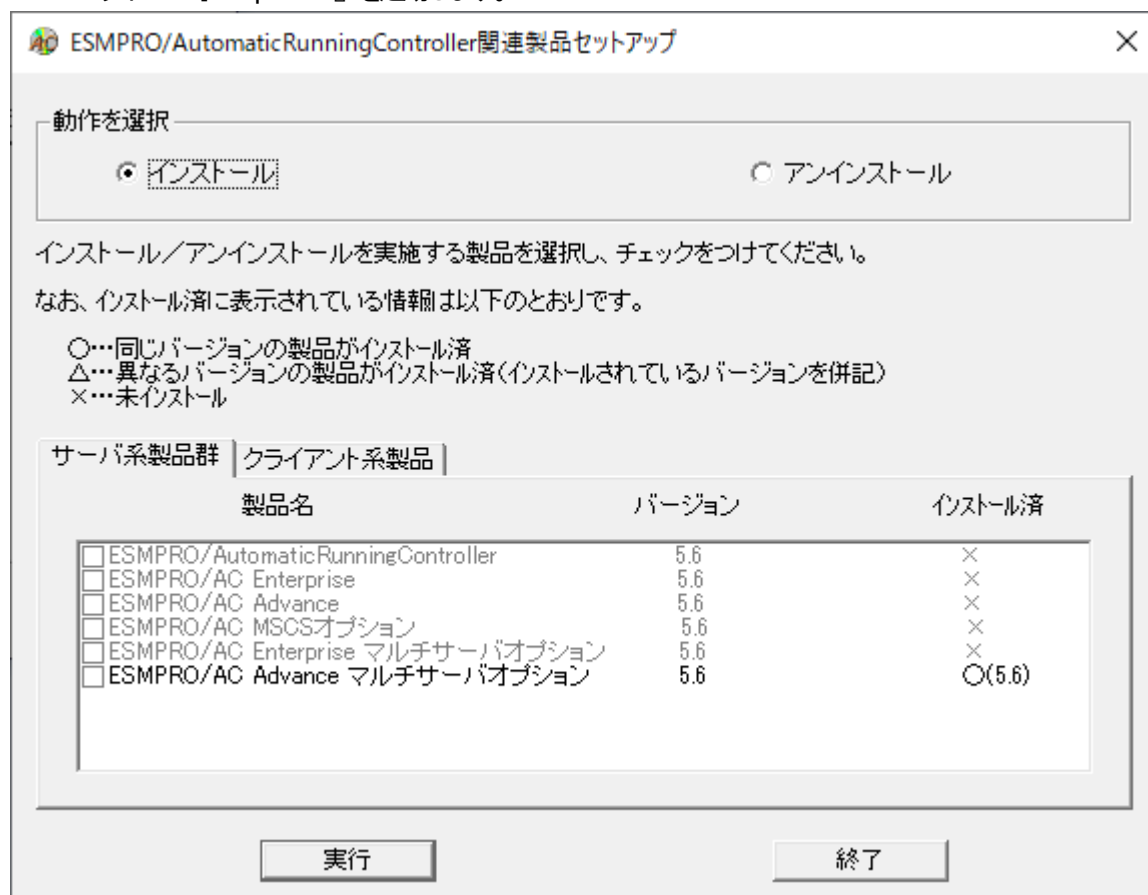 ESMPRO/AutomaticRunningController関連製品セットアップ
動作を選択
インストール アンインストール
インストール／アンインストールを実施する製品を選択し、チェックをつけてください。
なお、インストール済に表示されている情報は以下のとおりです。
○…同じバージョンの製品がインストール済
△…異なるバージョンの製品がインストール済(インストールされているバージョンを併記)
×…未インストール
サーバ系製品群 クライアント系製品
製品名 バージョン インストール済
ESMPRO/AutomaticRunningController 5.6 ×
ESMPRO/AC Enterprise 5.6 ×
ESMPRO/AC Advance 5.6 ×
ESMPRO/AC MSCSオプション 5.6 ×
ESMPRO/AC Enterprise マルチサーバオプション 5.6 ×
ESMPRO/AC Advance マルチサーバオプション 5.6 ○(5.6)
実行 終了